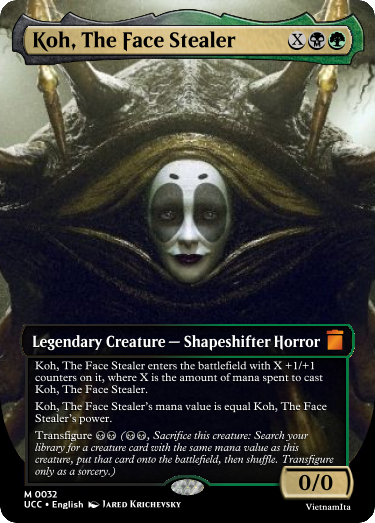 Koh, The Face Stealer X
Legendary Creature — Shapeshifter Horror
Koh, The Face Stealer enters the battlefield with X +1/+1
counters on it, where X is the amount of mana spent to cast
Koh, The Face Stealer.
Koh, The Face Stealer's mana value is equal Koh, The Face
Stealer's power.
Transfigure (, Sacrifice this creature: Search your
library for a creature card with the same mana value as this
creature, put that card onto the battlefield, then shuffle. Transfigure
only as a sorcery.)
0/0
M 0032
UCC • English Jared Krichevsky
VietnamIta